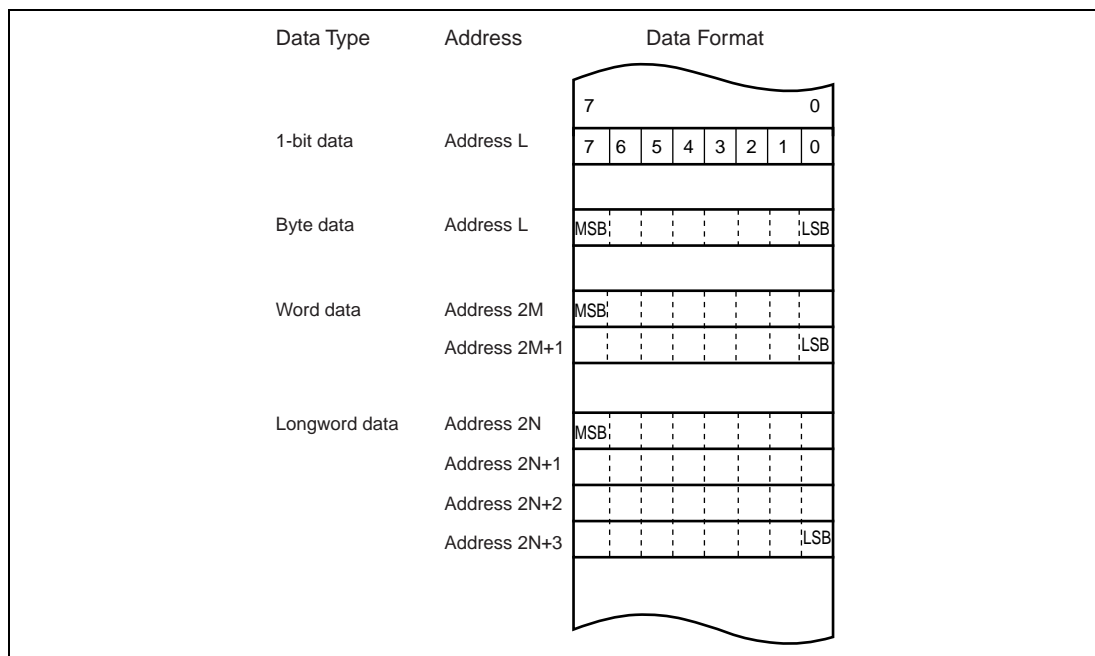 Data Type Address Data Format
7 0
1-bit data Address L 7 6 5 4 3 2 1 0
Byte data Address L MSB LSB
Word data Address 2M MSB
Address 2M+1 LSB
Longword data Address 2N MSB
Address 2N+1
Address 2N+2
Address 2N+3 LSB